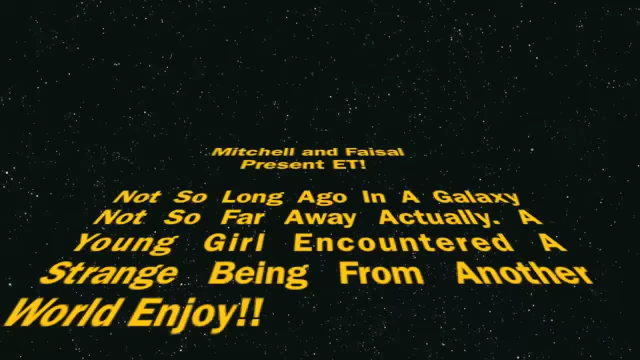 Mitchell and Faisal
Present ET!
Not So Long Ago In A Galaxy
Not So Far Away Actually. A
Young Girl Encountered A
Strange Being From Another
World Enjoy!!